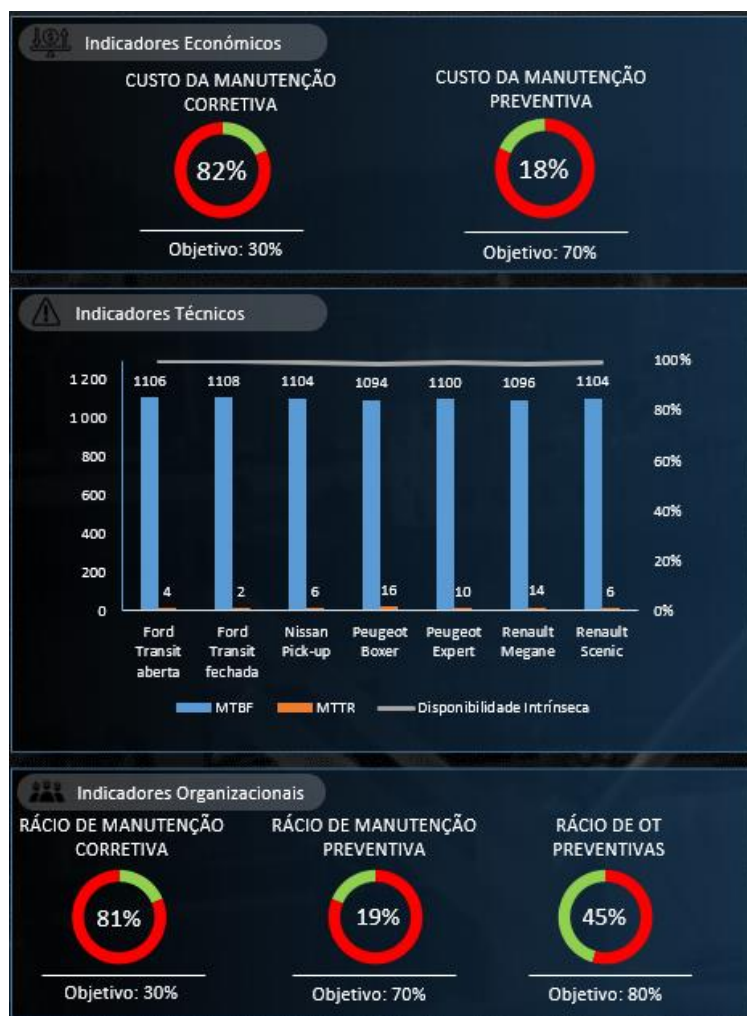 Indicadores Económicos
CUSTO DA MANUTENÇÃO
CORRETIVA
82%
Objetivo: 30%
CUSTO DA MANUTENÇÃO
PREVENTIVA
18%
Objetivo: 70%
Indicadores Técnicos
1 200
1 000
800
600
400
200
0
1106
1108
1104
1094
1100
1096
1104
4
2
6
16
10
14
6
100%
80%
60%
40%
20%
0%
Ford
Transit
aberta
Ford
Transit
fechada
Nissan
Pick-up
Peugeot
Boxer
Peugeot
Expert
Renault
Megane
Renault
Scenic
MTBF
MTTR
Disponibilidade Intrínseca
Indicadores Organizacionais
RÁCIO DE MANUTENÇÃO
CORRETIVA
81%
Objetivo: 30%
RÁCIO DE MANUTENÇÃO
PREVENTIVA
19%
Objetivo: 70%
RÁCIO DE OT
PREVENTIVAS
45%
Objetivo: 80%